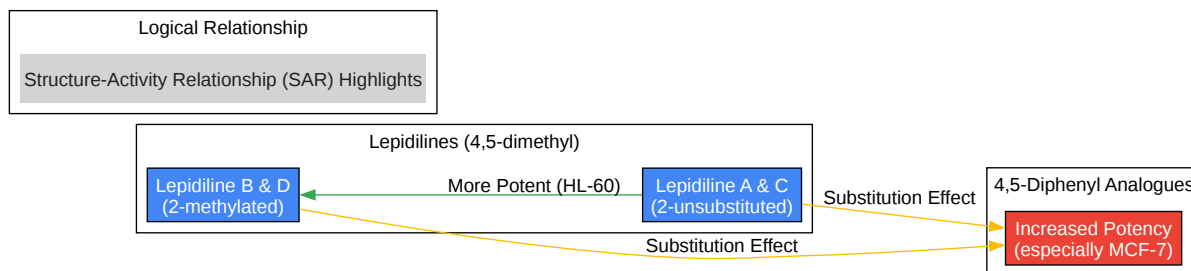 Logical Relationship
Structure-Activity Relationship (SAR) Highlights
Lepidilines (4,5-dimethyl)
Lepidiline B & D
(2-methylated)
More Potent (HL-60)
Lepidiline A & C
(2-unsubstituted)
Substitution Effect
Substitution Effect
4,5-Diphenyl Analogues
Increased Potency
(especially MCF-7)